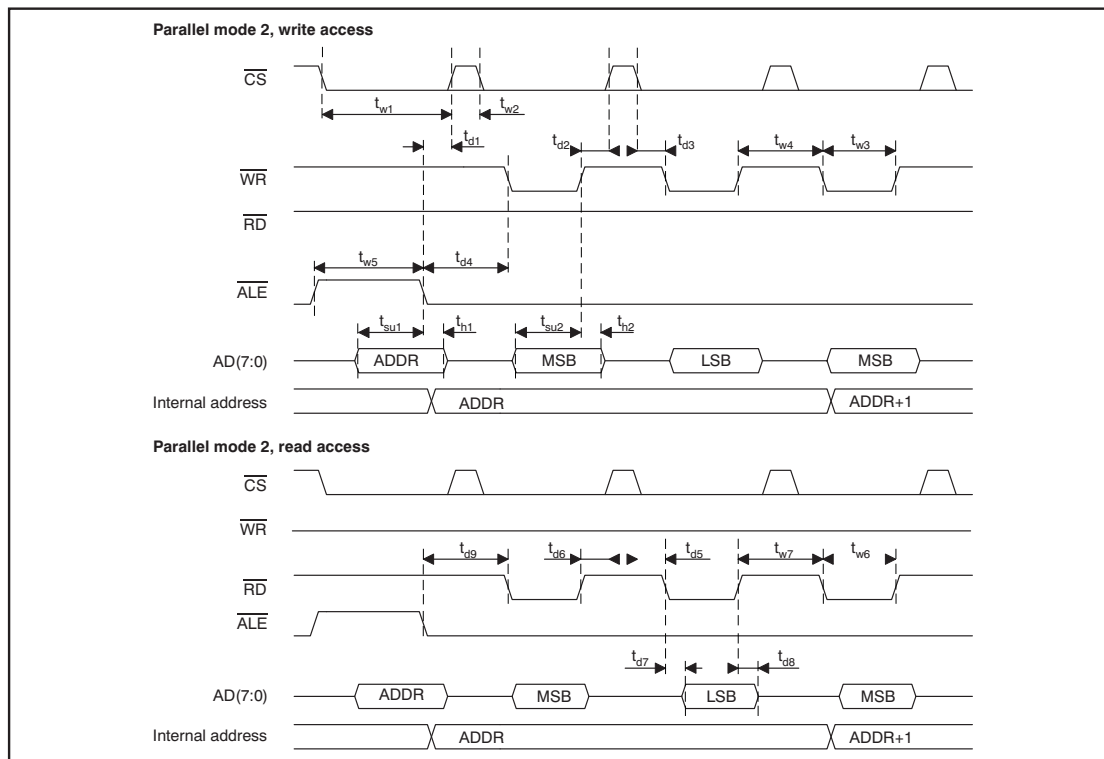 Parallel mode 2, write access
CS
tw1
tw2
td1
td2
td3
tw4
tw3
WR
RD
tw5
td4
ALE
tsu1
th1
tsu2
th2
AD(7:0)
ADDR
MSB
LSB
MSB
Internal address
ADDR
ADDR+1
Parallel mode 2, read access
CS
WR
td9
td6
td5
tw7
tw6
RD
ALE
td7
td8
AD(7:0)
ADDR
MSB
LSB
MSB
Internal address
ADDR
ADDR+1